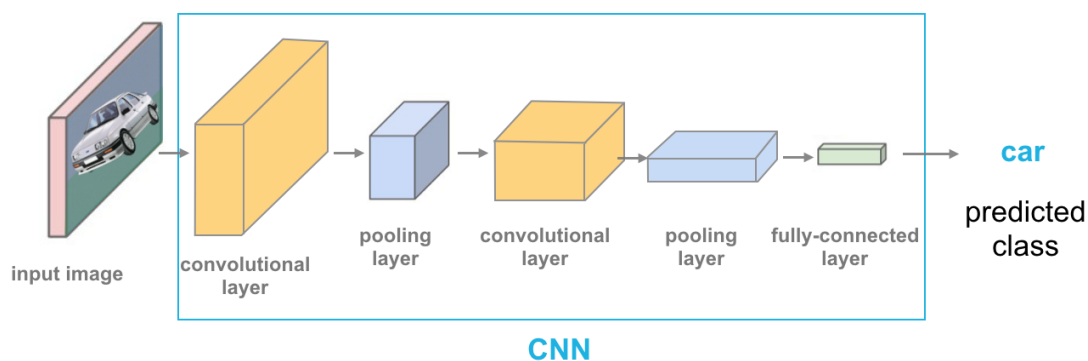 input image
convolutional
layer
pooling
layer
convolutional
layer
pooling
layer
fully-connected
layer
car
predicted
class
CNN